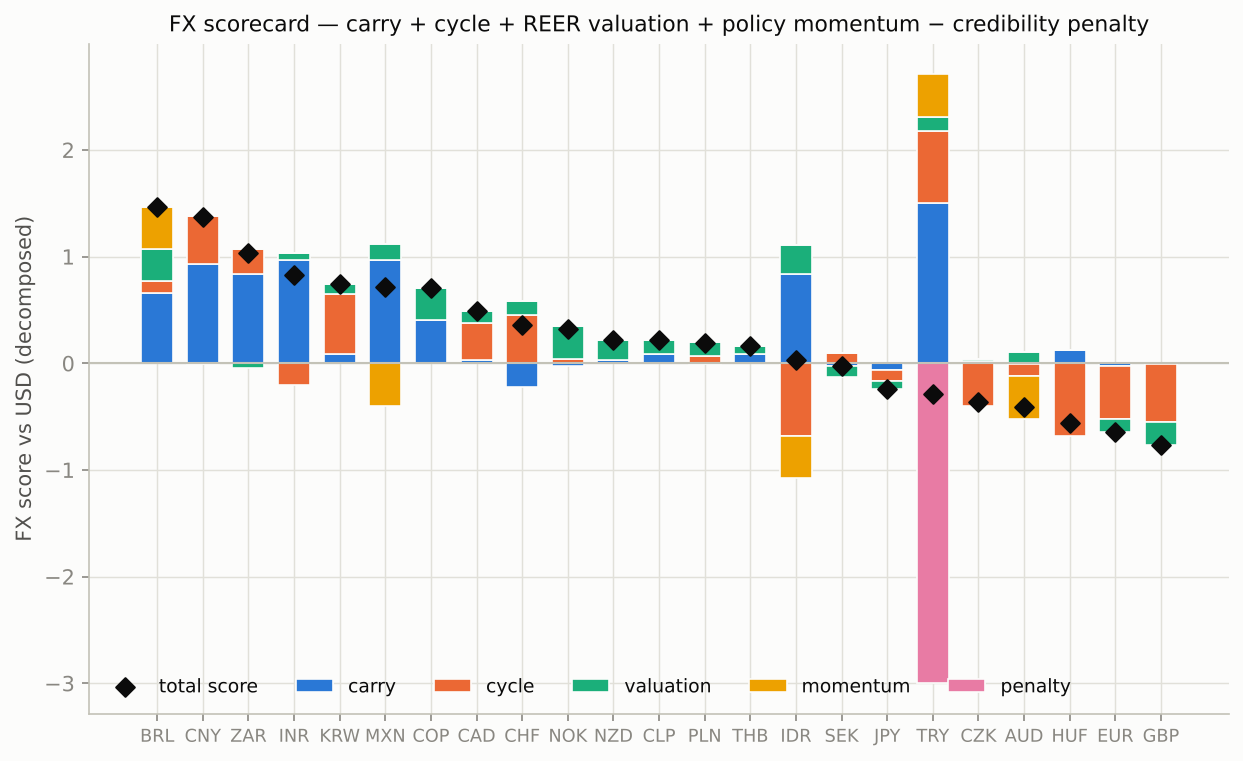 FX scorecard — carry + cycle + REER valuation + policy momentum − credibility penalty
FX score vs USD (decomposed)
2
1
0
−1
−2
−3
total score
carry
cycle
valuation
momentum
penalty
BRL CNY ZAR INR KRW MXN COP CAD CHF NOK NZD CLP PLN THB IDR SEK JPY TRY CZK AUD HUF EUR GBP